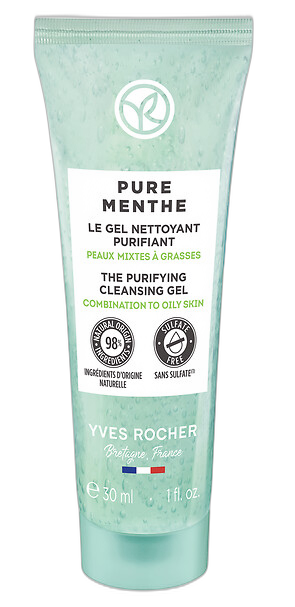 PURE
MENTHE
LE GEL NETTOYANT
PURIFIANT
PEAUX MIXTES À GRASSES
THE PURIFYING
CLEANSING GEL
COMBINATION TO OILY SKIN
NATURAL ORIGIN
98%
INGREDIENTS
SULFATE
FREE
INGRÉDIENTS D'ORIGINE
NATURELLE
SANS SULFATE
YVES ROCHER
Bretagne, France
e 30 ml • 1 fl. oz.